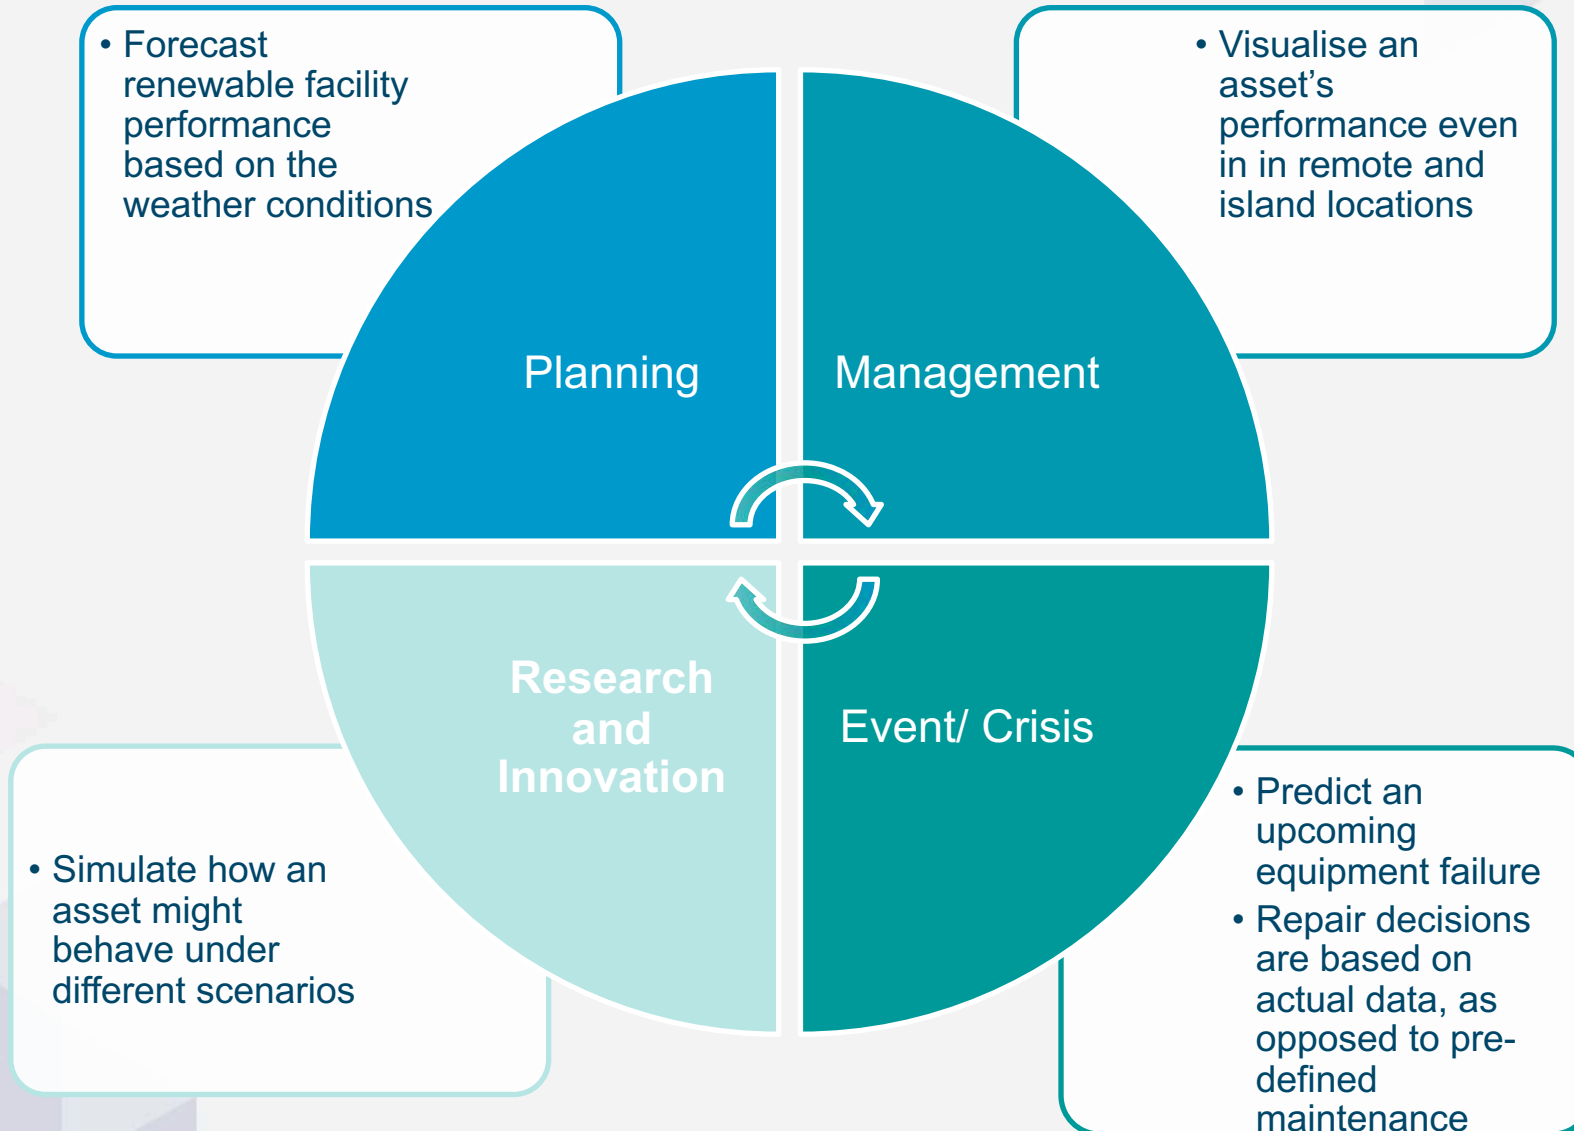 • Forecast
renewable facility
performance
based on the
weather conditions
• Visualise an
asset’s
performance even
in in remote and
island locations
Planning
Management
Research
and
Innovation
Event/ Crisis
• Simulate how an
asset might
behave under
different scenarios
• Predict an
upcoming
equipment failure
• Repair decisions
are based on
actual data, as
opposed to pre-
defined
maintenance